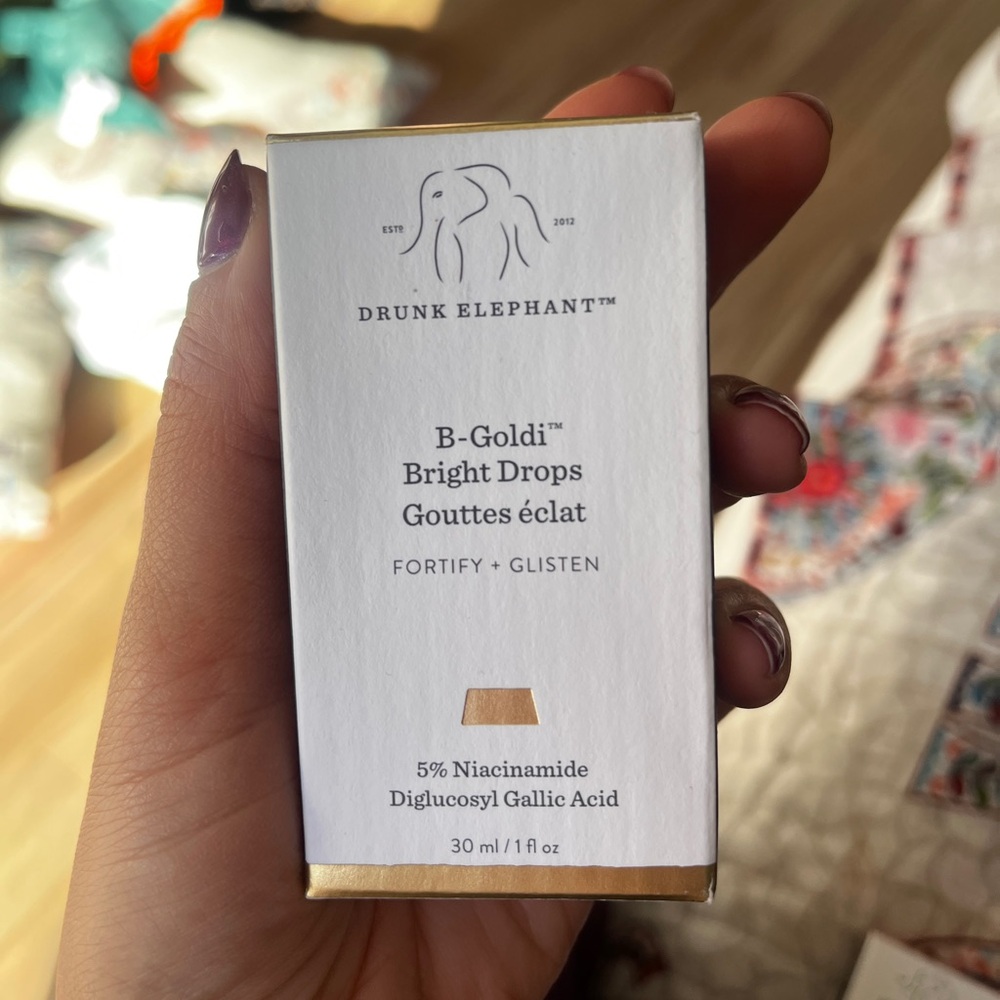 ESTD 2012
DRUNK ELEPHANT™
B-Goldi™
Bright Drops
Gouttes éclat
FORTIFY + GLISTEN
5% Niacinamide
Diglucosyl Gallic Acid
30 ml / 1 fl oz